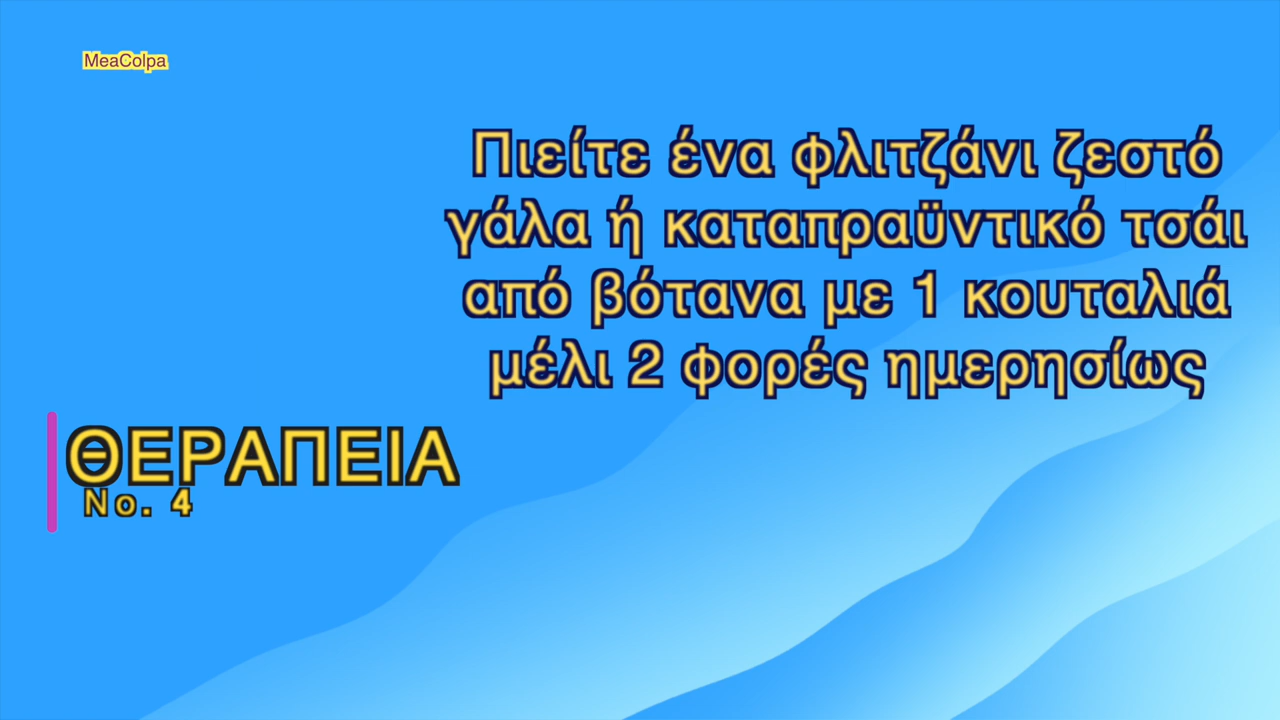 MeaColpa
Πιείτε ένα φλιτζάνι ζεστό
γάλα ή καταπραϋντικό τσάι
από βότανα με 1 κουταλιά
μέλι 2 φορές ημερησίως
ΘΕΡΑΠΕΙΑ
No. 4